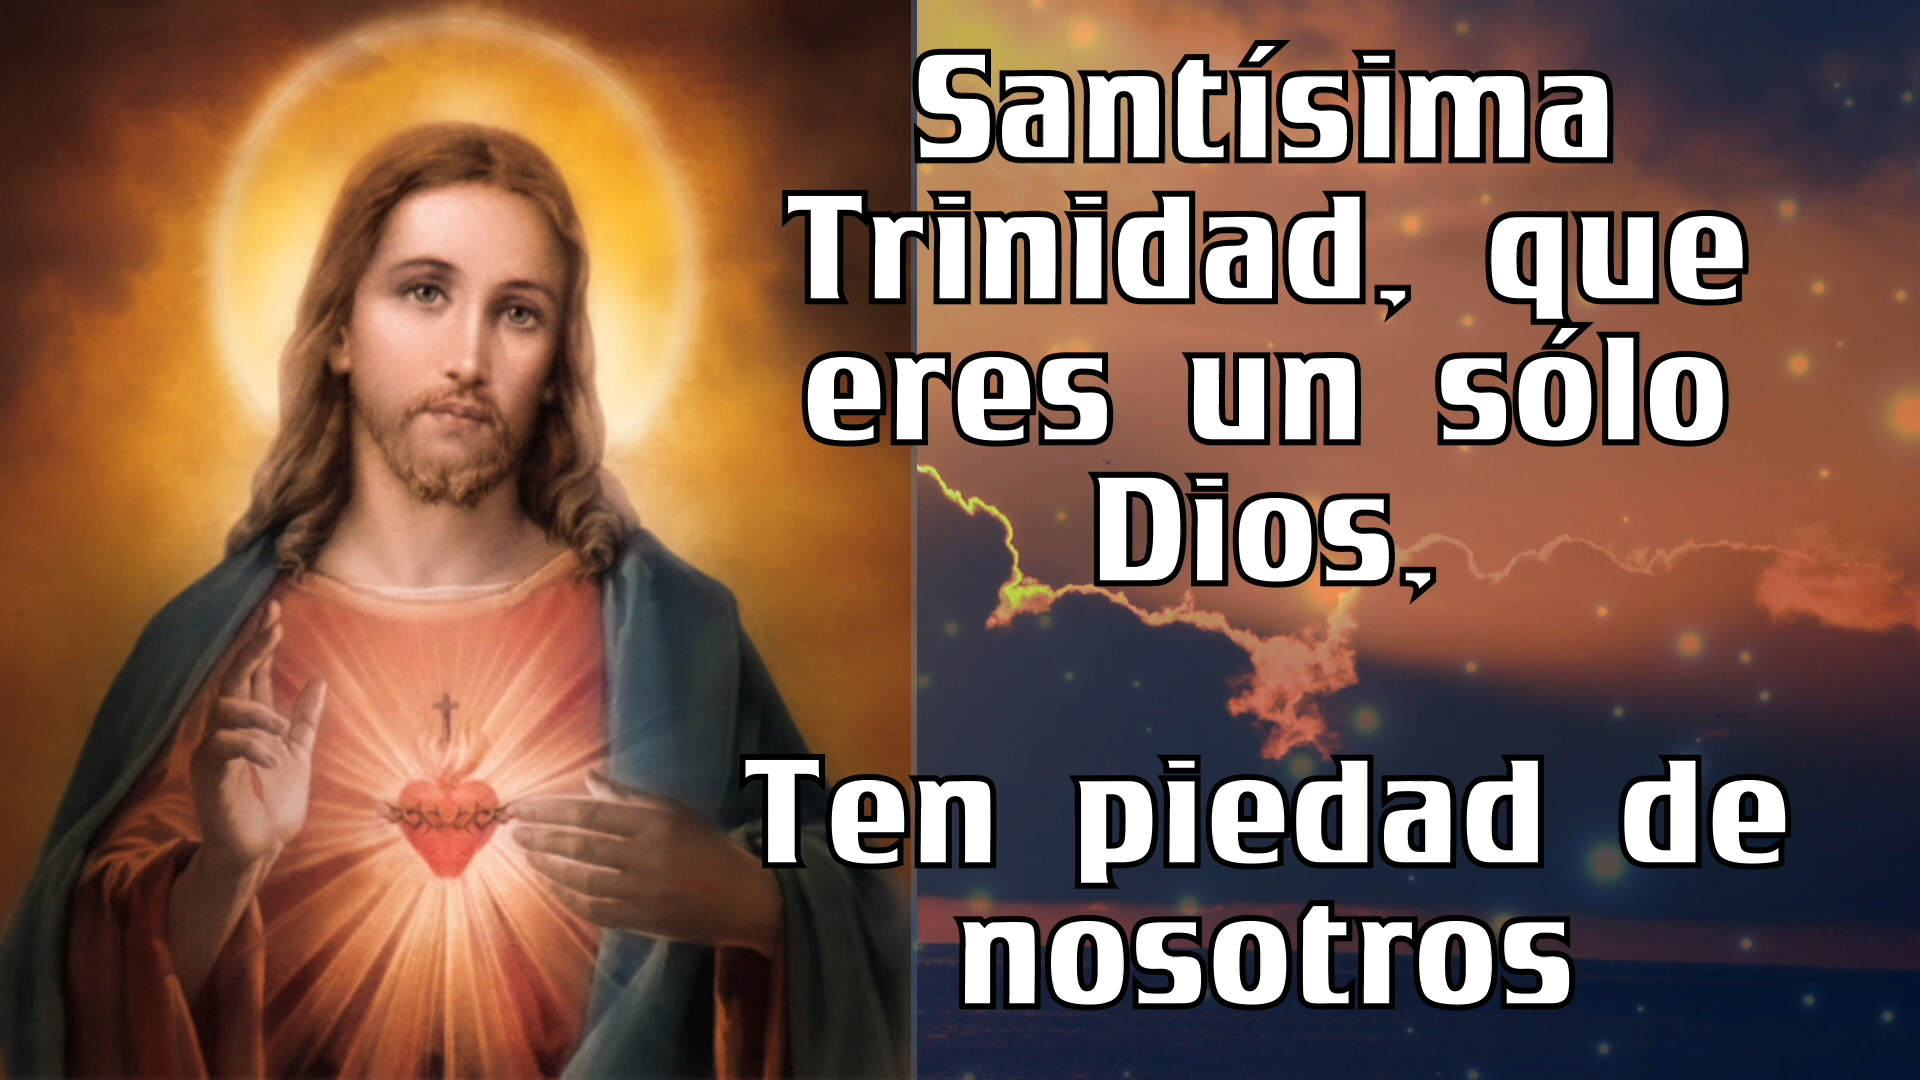 Santísima
Trinidad, que
eres un sólo
Dios,
Ten piedad de
nosotros